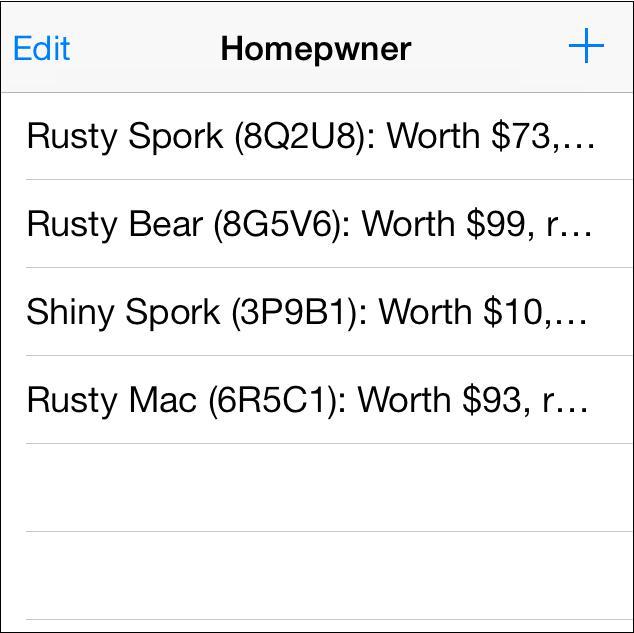 Edit Homepwner +
Rusty Spork (8Q2U8): Worth $73,...
Rusty Bear (8G5V6): Worth $99, r...
Shiny Spork (3P9B1): Worth $10,...
Rusty Mac (6R5C1): Worth $93, r...